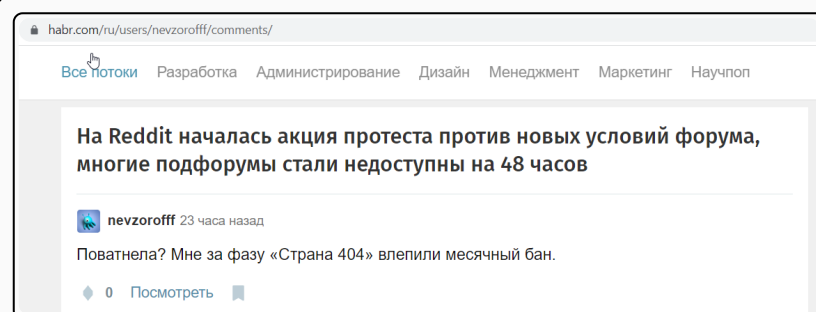 habr.com/ru/users/nevzorofff/comments/
Все потоки Разработка Администрирование Дизайн Менеджмент Маркетинг Научпоп
На Reddit началась акция протеста против новых условий форума,
многие подфорумы стали недоступны на 48 часов
nevzorofff 23 часа назад
Поватнела? Мне за фазу «Страна 404» влепили месячный бан.
0 Посмотреть